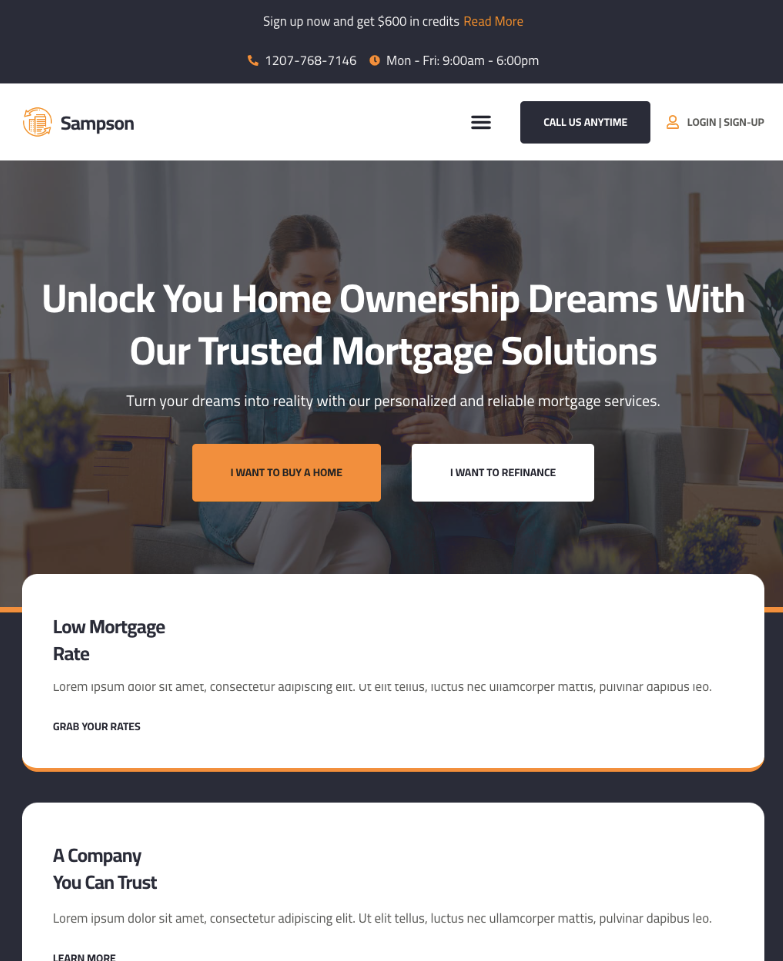 Sign up now and get $600 in credits Read More
1207-768-7146 Mon - Fri: 9:00am - 6:00pm
Sampson
CALL US ANYTIME
LOGIN | SIGN-UP
Unlock You Home Ownership Dreams With
Our Trusted Mortgage Solutions
Turn your dreams into reality with our personalized and reliable mortgage services.
I WANT TO BUY A HOME
I WANT TO REFINANCE
Low Mortgage
Rate
Lorem ipsum dolor sit amet, consectetur adipiscing elit. Ut elit tellus, luctus nec ullamcorper mattis, pulvinar dapibus leo.
GRAB YOUR RATES
A Company
You Can Trust
Lorem ipsum dolor sit amet, consectetur adipiscing elit. Ut elit tellus, luctus nec ullamcorper mattis, pulvinar dapibus leo.
LEARN MORE